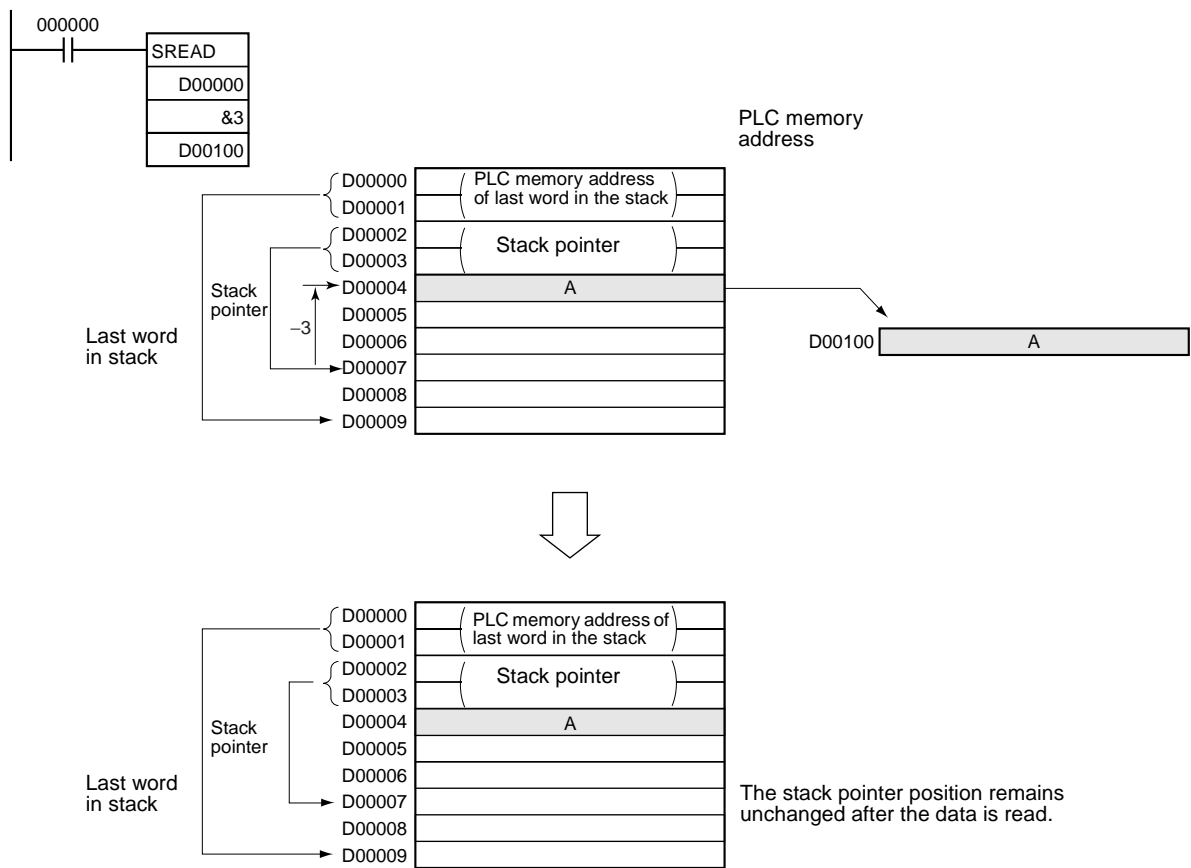 000000
SREAD
D00000
&3
D00100
PLC memory
address
D00000
D00001
D00002
D00003
D00004
D00005
D00006
D00007
D00008
D00009
PLC memory address
of last word in the stack
Stack pointer
A
Stack
pointer
−3
Last word
in stack
D00100
A
D00000
D00001
D00002
D00003
D00004
D00005
D00006
D00007
D00008
D00009
PLC memory address of
last word in the stack
Stack pointer
A
Stack
pointer
Last word
in stack
The stack pointer position remains
unchanged after the data is read.